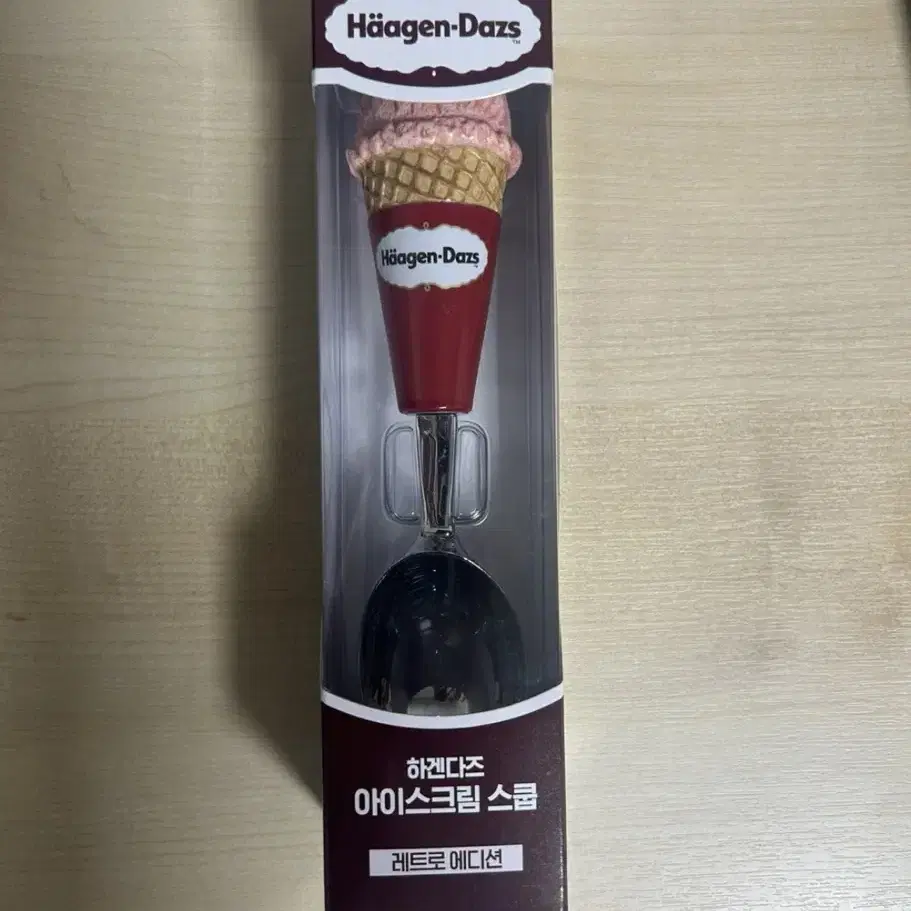 Häagen-Dazs™
Häagen-Dazs
하겐다즈
아이스크림 스쿱
레트로 에디션